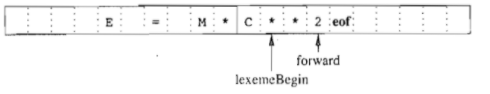 E = M * C * * 2 eof
forward
lexemeBegin